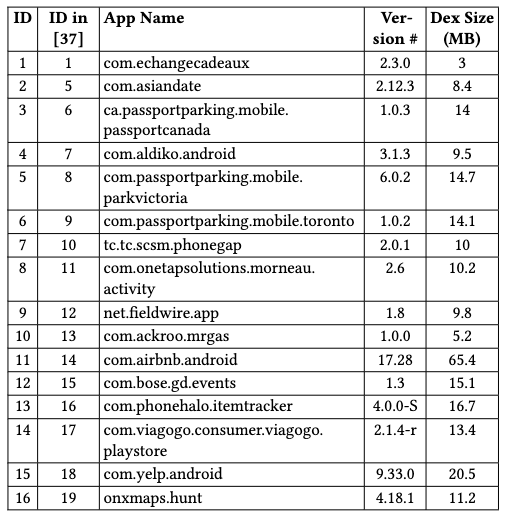 ID ID in [37] App Name Ver-sion # Dex Size (MB)
1 1 com.echangecadeaux 2.3.0 3
2 5 com.asiandate 2.12.3 8.4
3 6 ca.passportparking.mobile. 1.0.3 14
passportcanada
4 7 com.aldiko.android 3.1.3 9.5
5 8 com.passportparking.mobile. 6.0.2 14.7
parkvictoria
6 9 com.passportparking.mobile.toronto 1.0.2 14.1
7 10 tc.tc.scsm.phonegap 2.0.1 10
8 11 com.onetapsolutions.morneau. 2.6 10.2
activity
9 12 net.fieldwire.app 1.8 9.8
10 13 com.ackroo.mrgas 1.0.0 5.2
11 14 com.airbnb.android 17.28 65.4
12 15 com.bose.gd.events 1.3 15.1
13 16 com.phonehalo.itemtracker 4.0.0-S 16.7
14 17 com.viagogo.consumer.viagogo. 2.1.4-r 13.4
playstore
15 18 com.yelp.android 9.33.0 20.5
16 19 onxmaps.hunt 4.18.1 11.2